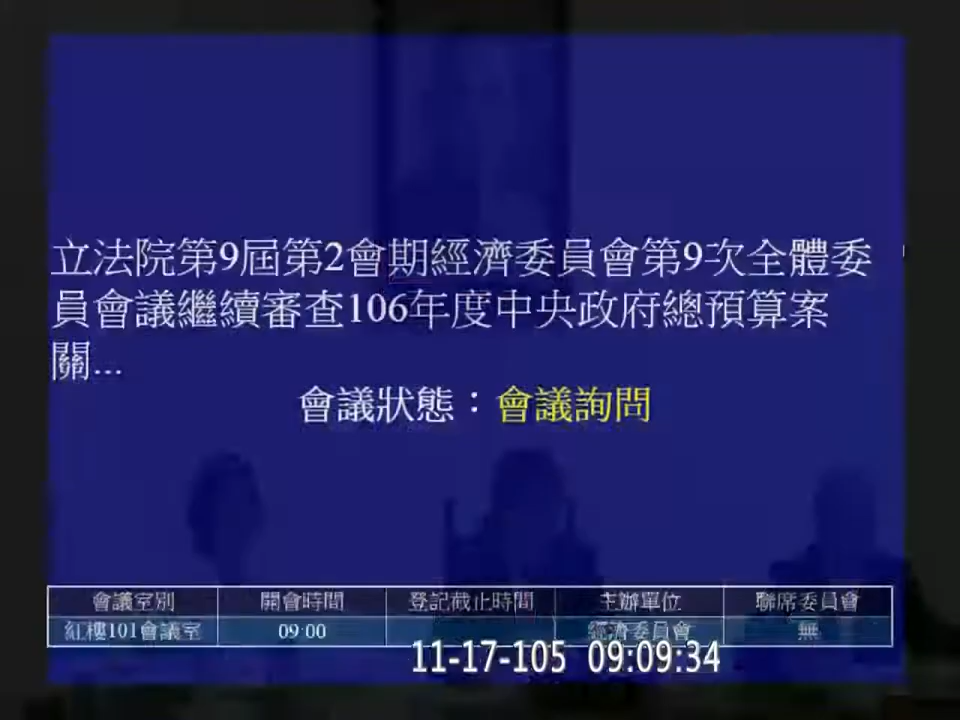 立法院第9屆第2會期經濟委員會第9次全體委
員會議繼續審查106年度中央政府總預算案
關...
會議狀態：會議詢問
會議室別 開會時間 登記截止時間 主辦單位 聯席委員會
紅樓101會議室 09:00 經濟委員會 無
11-17-105 09:09:34